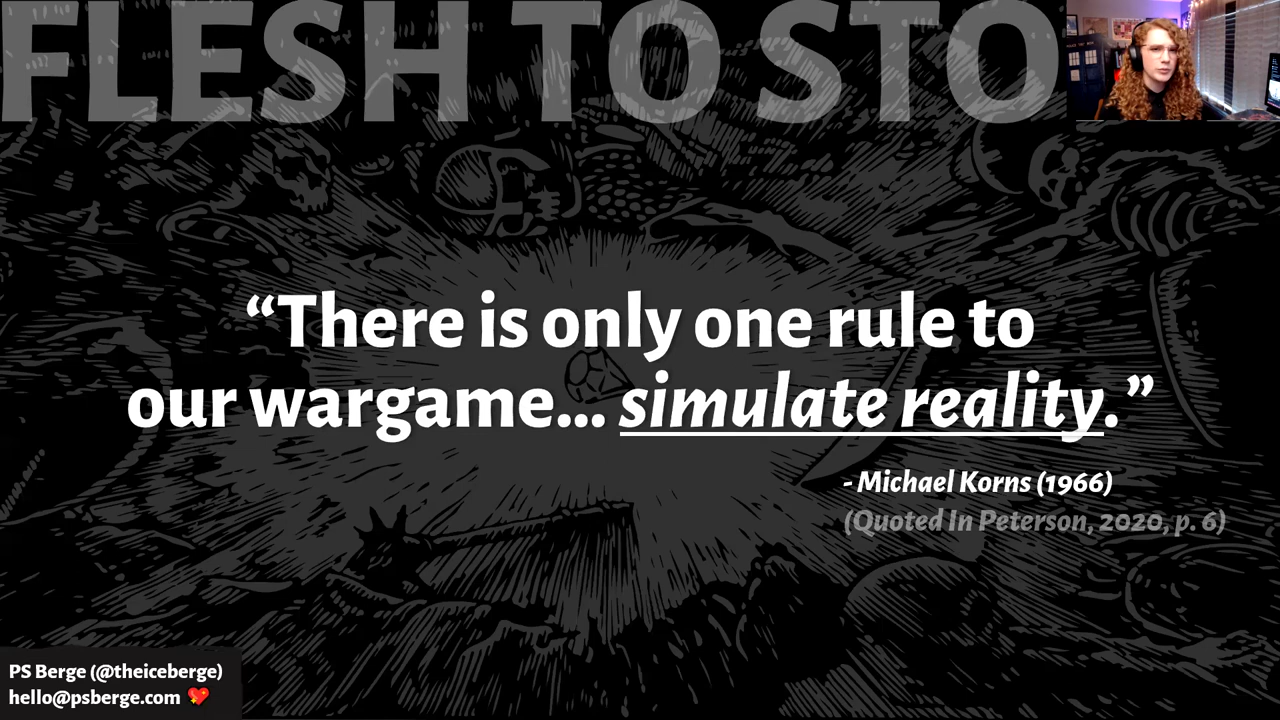 FLESH TO STO
“There is only one rule to
our wargame... simulate reality.”
- Michael Korns (1966)
(Quoted In Peterson, 2020, p. 6)
PS Berge (@theiceberge)
hello@psberge.com 💖